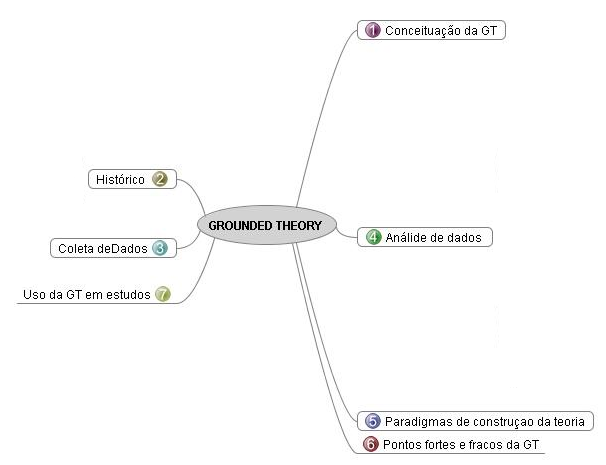 1 Conceituação da GT
Histórico 2
GROUNDED THEORY
Coleta deDados 3
4 Análide de dados
Uso da GT em estudos 7
5 Paradigmas de construçao da teoria
6 Pontos fortes e fracos da GT